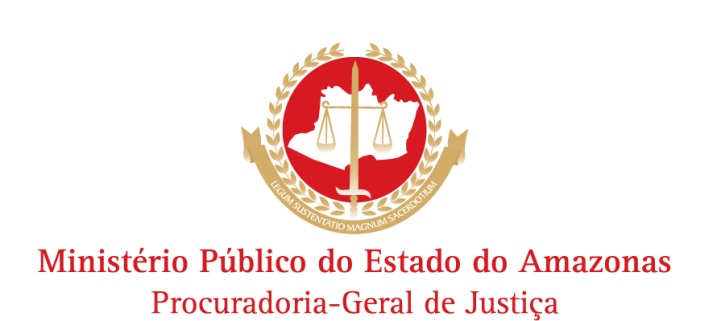 LEGUM SUSTENTATIO MAGNUM SACERDOTIUM
Ministério Público do Estado do Amazonas
Procuradoria-Geral de Justiça